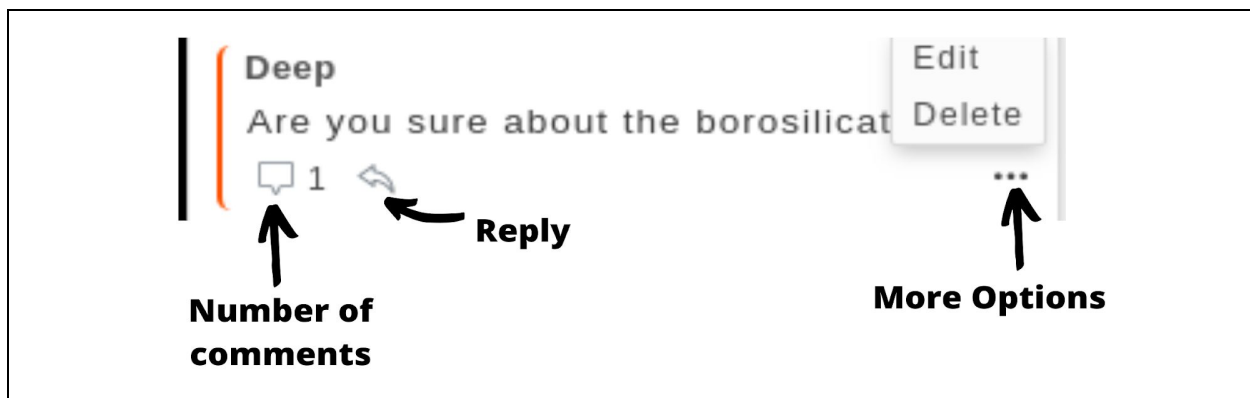 Deep
Edit
Are you sure about the borosilicat
Delete
1
Reply
Number of
comments
More Options